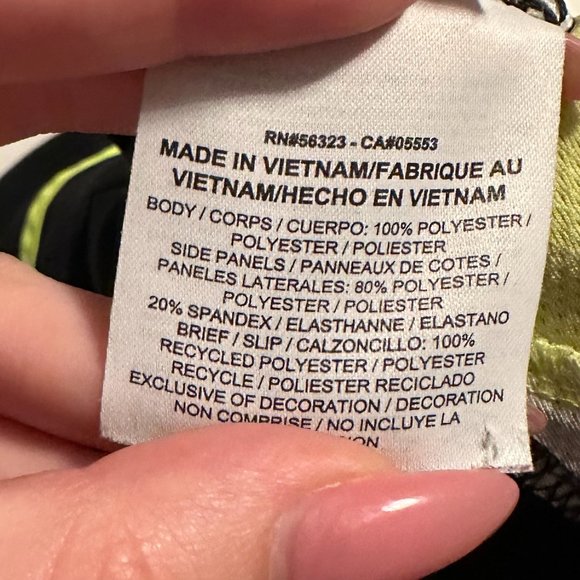 RN#56323 - CA#05553
MADE IN VIETNAM/FABRIQUE AU
VIETNAM/HECHO EN VIETNAM
BODY / CORPS / CUERPO: 100% POLYESTER /
POLYESTER / POLIESTER
SIDE PANELS / PANNEAUX DE COTES /
PANELES LATERALES: 80% POLYESTER /
POLYESTER / POLIESTER
20% SPANDEX / ELASTHANNE / ELASTANO
BRIEF / SLIP / CALZONCILLO: 100%
RECYCLED POLYESTER / POLYESTER
RECYCLE / POLIESTER RECICLADO
EXCLUSIVE OF DECORATION / DECORATION
NON COMPRISE / NO INCLUYE LA